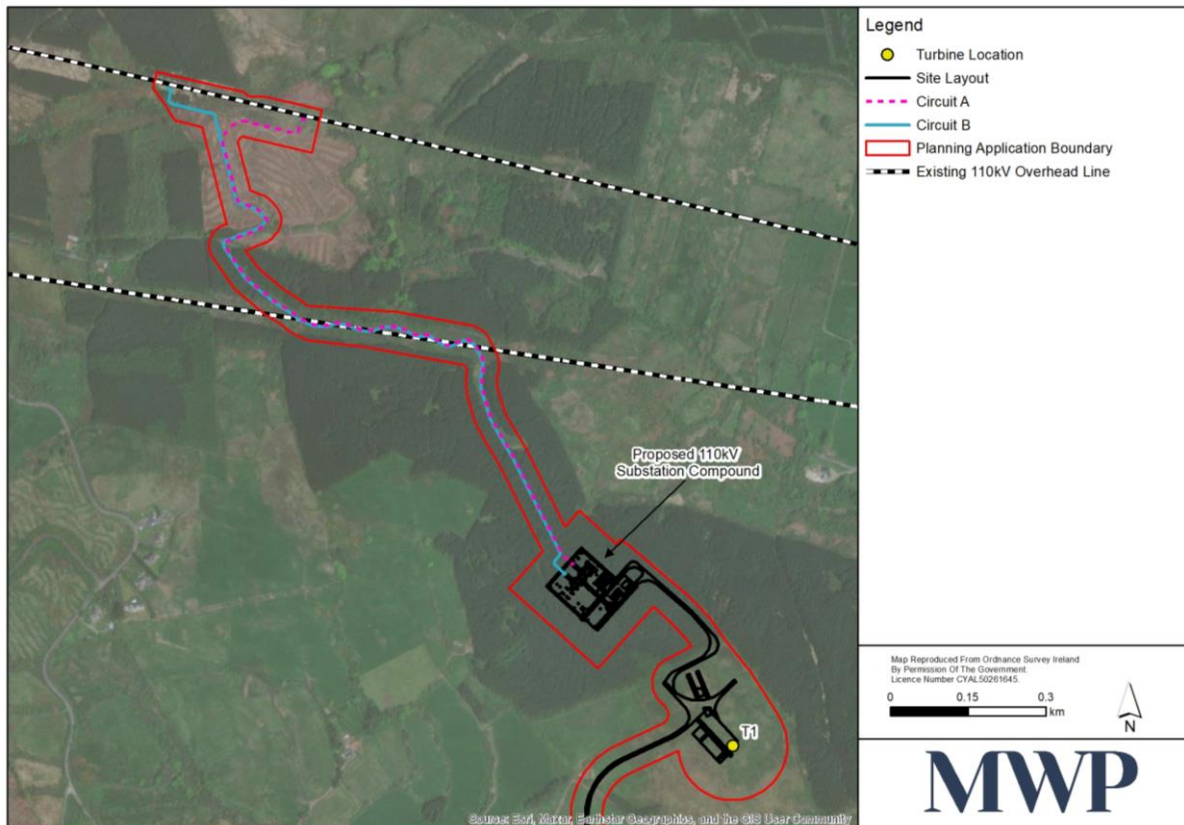 Legend
Turbine Location
Site Layout
Circuit A
Circuit B
Planning Application Boundary
Existing 110kV Overhead Line
Proposed 110kV
Substation Compound
T1
Map Reproduced From Ordnance Survey Ireland
By Permission Of The Government.
Licence Number CYAL50261645.
0 0.15 0.3
km
N
MWP
Source: Esri, Maxar, Earthstar Geographics, and the GIS User Community